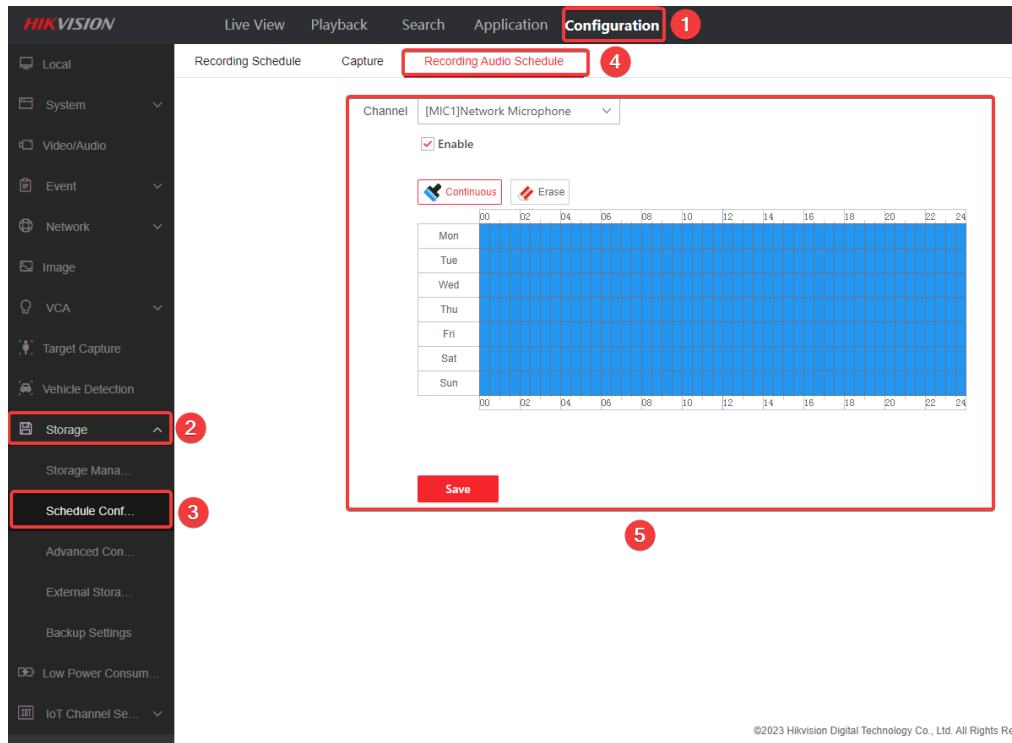 HIKVISION Live View Playback Search Application Configuration 1
Local
Recording Schedule Capture Recording Audio Schedule 4
System
Channel [MIC1]Network Microphone
Video/Audio
Enable
Event
Continuous Erase
Network
00 02 04 06 08 10 12 14 16 18 20 22 24
Mon
Tue
Image
Wed
VCA
Thu
Fri
Target Capture
Sat
Sun
Vehicle Detection
00 02 04 06 08 10 12 14 16 18 20 22 24
Storage 2
Storage Mana...
Save
Schedule Conf... 3
5
Advanced Con...
External Stora...
Backup Settings
Low Power Consum...
IOT IoT Channel Se...
©2023 Hikvision Digital Technology Co., Ltd. All Rights Re